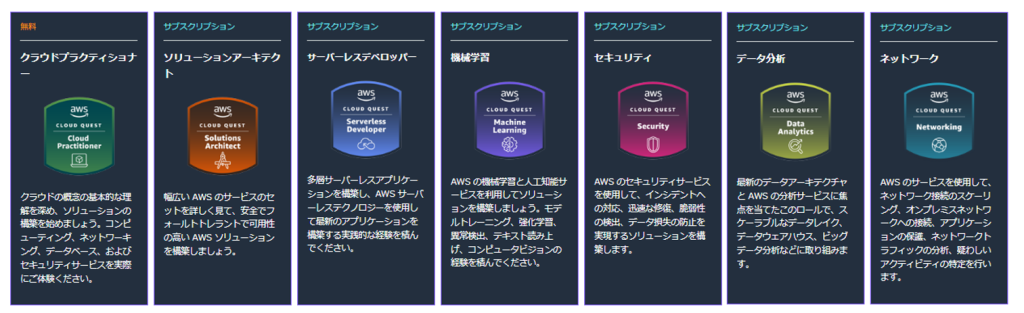 無料
クラウドプラクティショナ
ー
aws
CLOUD QUEST
Cloud
Practitioner
クラウドの概念の基本的な理
解を深め、ソリューションの
構築を始めましょう。コンピ
ューティング、ネットワーキ
ング、データベース、および
セキュリティサービスを実際
にご体験ください。
サブスクリプション
ソリューションアーキテク
ト
aws
CLOUD QUEST
Solutions
Architect
幅広い AWS のサービスのセ
ットを詳しく見て、安全でフ
ォールトトレラントで可用性
の高い AWS ソリューション
を構築しましょう。
サブスクリプション
サーバーレスデベロッパー
aws
CLOUD QUEST
Serverless
Developer
多層サーバーレスアプリケー
ションを構築し、AWS サーバ
ーレステクノロジーを使用し
て最新のアプリケーションを
構築する実践的な経験を積ん
でください。
サブスクリプション
機械学習
aws
CLOUD QUEST
Machine
Learning
AWS の機械学習と人工知能サ
ービスを利用してソリューシ
ョンを構築しましょう。モデ
ルトレーニング、強化学習、
異常検出、テキスト読み上
げ、コンピュータビジョンの
経験を積んでください。
サブスクリプション
セキュリティ
aws
CLOUD QUEST
Security
AWS のセキュリティサービス
を使用して、インシデントへ
の対応、迅速な修復、脆弱性
の検出、データ損失の防止を
実現するソリューションを構
築します。
サブスクリプション
データ分析
aws
CLOUD QUEST
Data
Analytics
最新のデータアーキテクチャ
と AWS の分析サービスに焦
点を当てたこのロールで、ス
ケーラブルなデータレイク、
データウェアハウス、ビッグ
データ分析などに取り組みま
す。
サブスクリプション
ネットワーク
aws
CLOUD QUEST
Networking
AWS のサービスを使用して、
ネットワーク接続のスケーリ
ング、オンプレミスネットワ
ークへの接続、アプリケーシ
ョンの保護、ネットワークト
ラフィックの分析、疑わしい
アクティビティの特定を行い
ます。